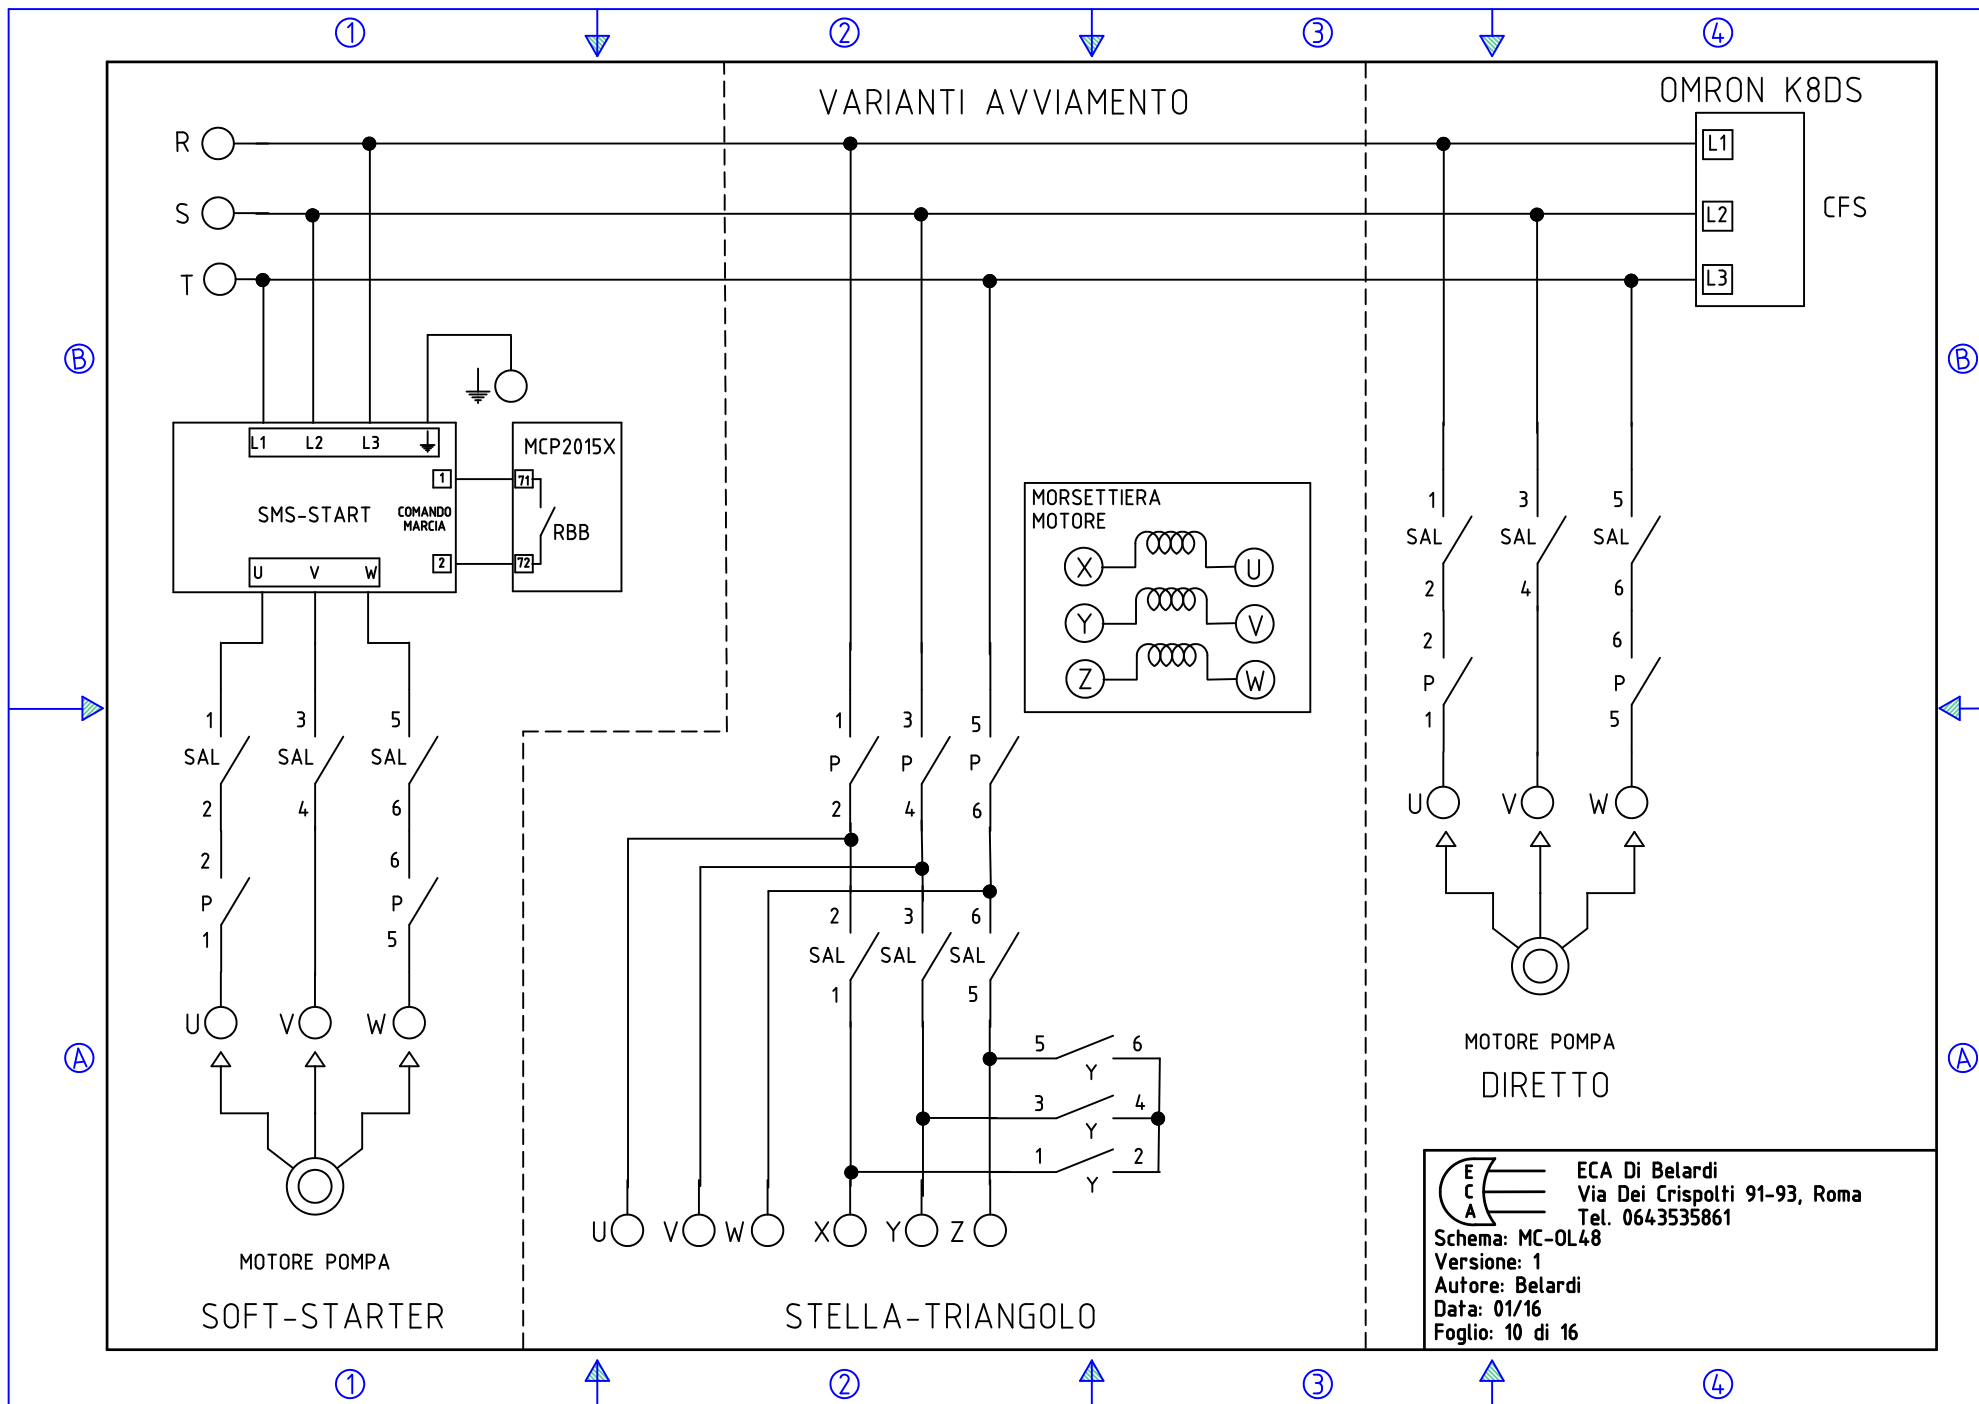 1 2 3 4
VARIANTI AVVIAMENTO
OMRON K8DS
R
L1
S
L2
CFS
T
L3
B
B
L1 L2 L3
MCP2015X
1
71
SMS-START
COMANDO
MARCIA
RBB
2
72
U V W
MORSETTIERA
MOTORE
X U
Y V
Z W
1 3 5
SAL SAL SAL
2 4 6
2 6
P P
1 5
U V W
MOTORE POMPA
DIRETTO
1 3 5
SAL SAL SAL
2 4 6
2 6
P P
1 5
U V W
MOTORE POMPA
SOFT-STARTER
1 3 5
P P P
2 4 6
2 3 6
SAL SAL SAL
1 5
5 6
Y
3 4
Y
1 2
Y
U V W X Y Z
STELLA-TRIANGOLO
A
A
E
C
A
ECA Di Belardi
Via Dei Crispolti 91-93, Roma
Tel. 0643535861
Schema: MC-OL48
Versione: 1
Autore: Belardi
Data: 01/16
Foglio: 10 di 16
1 2 3 4